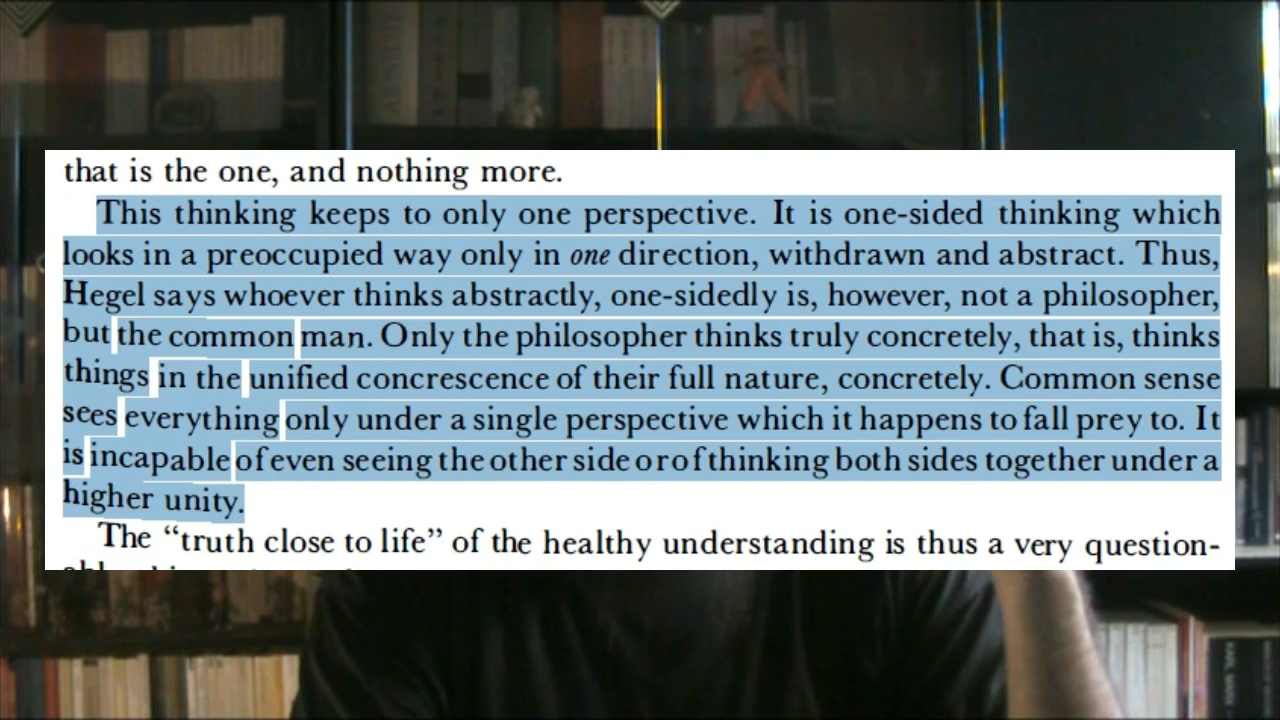 that is the one, and nothing more.
This thinking keeps to only one perspective. It is one-sided thinking which
looks in a preoccupied way only in one direction, withdrawn and abstract. Thus,
Hegel says whoever thinks abstractly, one-sidedly is, however, not a philosopher,
but the common man. Only the philosopher thinks truly concretely, that is, thinks
things in the unified concrescence of their full nature, concretely. Common sense
sees everything only under a single perspective which it happens to fall prey to. It
is incapable of even seeing the other side or of thinking both sides together under a
higher unity.
The “truth close to life” of the healthy understanding is thus a very question-